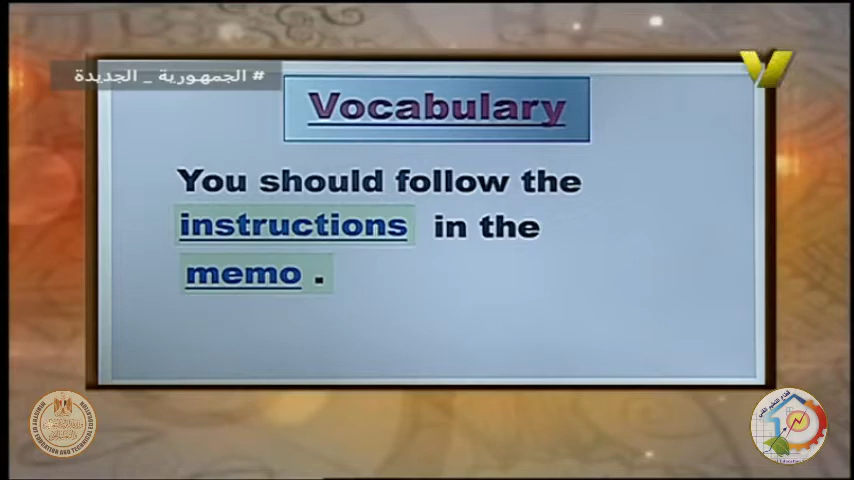 # الجمهورية _ الجديدة
Vocabulary
You should follow the
instructions in the
memo .